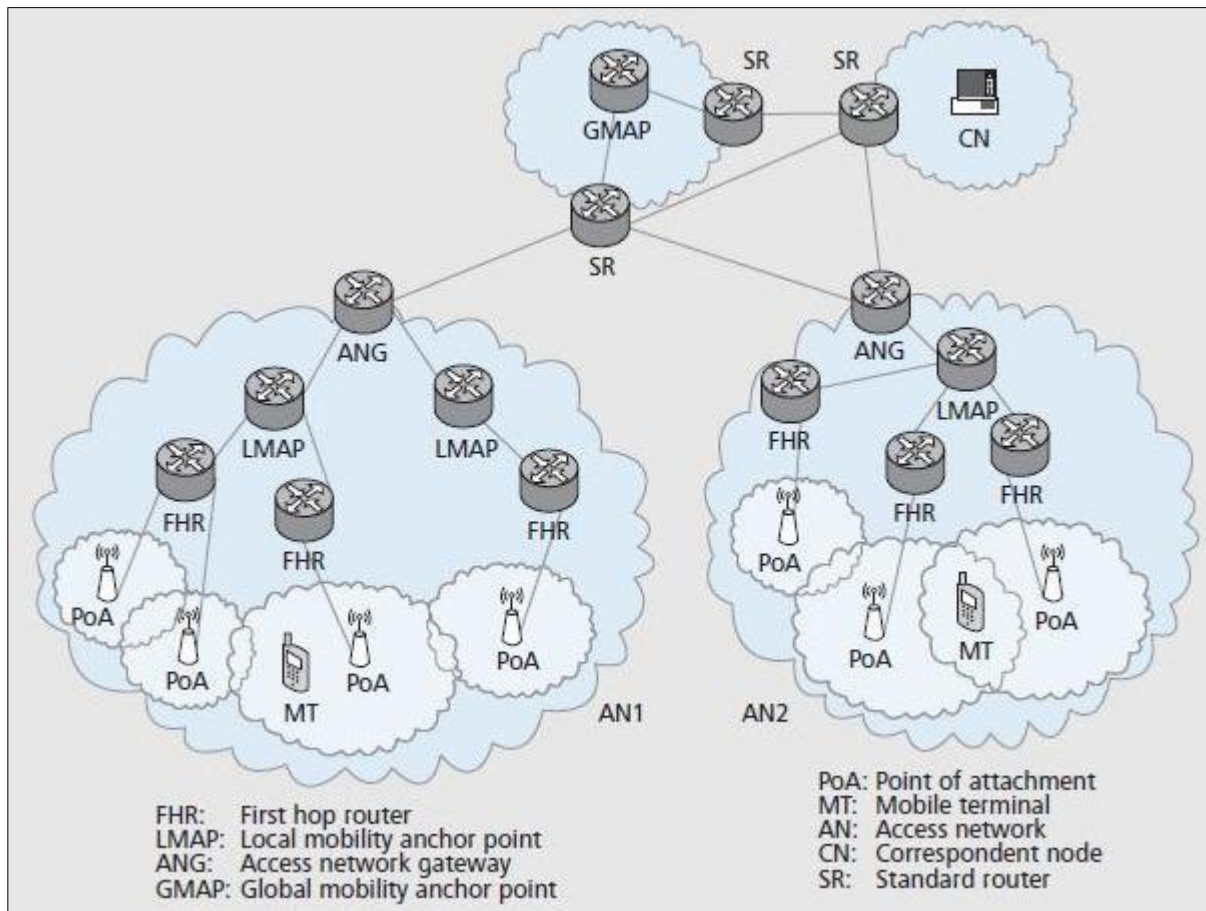 SR
SR
GMAP
CN
SR
ANG
ANG
LMAP
LMAP
LMAP
FHR
FHR
FHR
FHR
FHR
FHR
PoA
PoA
PoA
PoA
PoA
PoA
PoA
MT
MT
AN1
AN2
FHR: First hop router
LMAP: Local mobility anchor point
ANG: Access network gateway
GMAP: Global mobility anchor point
PoA: Point of attachment
MT: Mobile terminal
AN: Access network
CN: Correspondent node
SR: Standard router